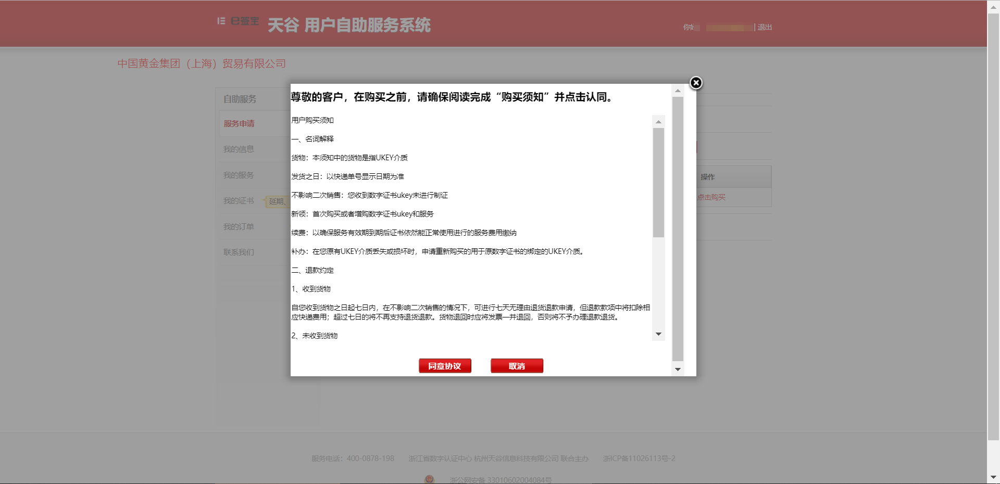 e签宝 天谷 用户自助服务系统
你好 | 退出
中国黄金集团（上海）贸易有限公司
自助服务
服务申请
我的信息
我的服务
我的证书 延期、
我的订单
联系我们
操作
点击购买
尊敬的客户，在购买之前，请确保阅读完成“购买须知”并点击认同。
用户购买须知
一、名词解释
货物：本须知中的货物是指UKEY介质
发货之日：以快递单号显示日期为准
不影响二次销售：您收到数字证书ukey未进行制证
新领：首次购买或者增购数字证书ukey和服务
续费：以确保服务有效期到期后证书依然能正常使用进行的服务费用缴纳
补办：在您原有UKEY介质丢失或损坏时，申请重新购买的用于原数字证书的绑定的UKEY介质。
二、退款约定
1、收到货物
自您收到货物之日起七日内，在不影响二次销售的情况下，可进行七天无理由退货退款申请，但退款款项中将扣除相
应快递费用；超过七日的将不再支持退货退款。货物退回时应将发票一并退回，否则将不予办理退款退货。
2、未收到货物
同意协议 取消
服务电话：400-0878-198 浙江省数字认证中心 杭州天谷信息科技有限公司 联合主办 浙ICP备11026113号-2
浙公网安备 33010602004084号